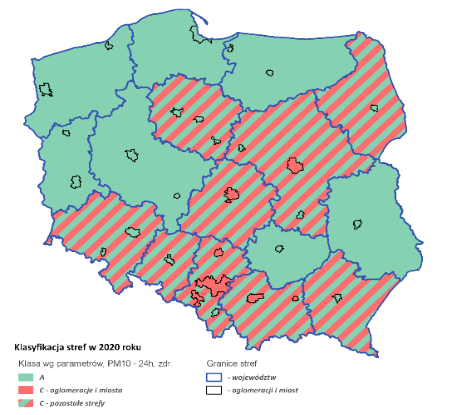 Klasyfikacja stref w 2020 roku
Klasa wg parametrów, PM10 - 24h, zdr.
A
C - aglomeracje i miasta
C - pozostałe strefy
Granice stref
- województw
- aglomeracji i miast